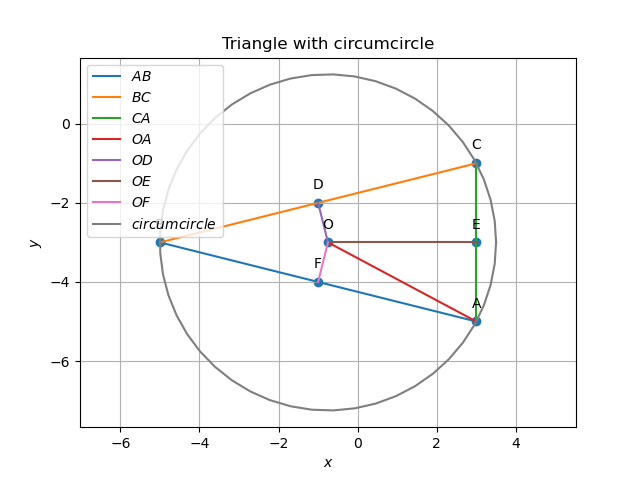 Triangle with circumcircle
AB
BC
CA
OA
OD
OE
OF
circumcircle
C
D
O
E
F
A
0
−2
−4
−6
y
−6
−4
−2
0
2
4
x